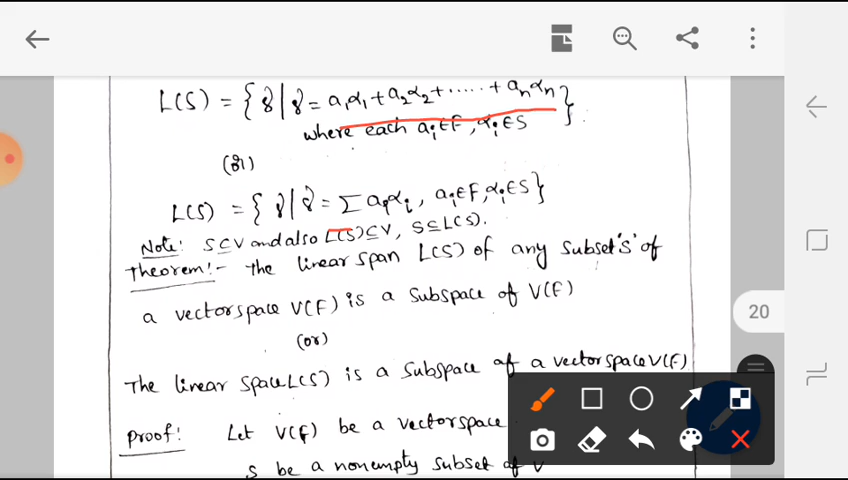 L(S) = { γ | γ = a₁α₁ + a₂α₂ + ..... + aₙαₙ }
where each aᵢ ∈ F, αᵢ ∈ S
(or)
L(S) = { γ | γ = Σ aᵢαᵢ, aᵢ ∈ F, αᵢ ∈ S }
Note: S ⊆ V and also L(S) ⊆ V, S ⊆ L(S).
Theorem:- The linear span L(S) of any subset 'S' of
a vectorspace V(F) is a subspace of V(F)
20
(or)
The linear space L(S) is a subspace of a vectorspace V(F)
Proof: Let V(F) be a vectorspace
S be a nonempty subset of V